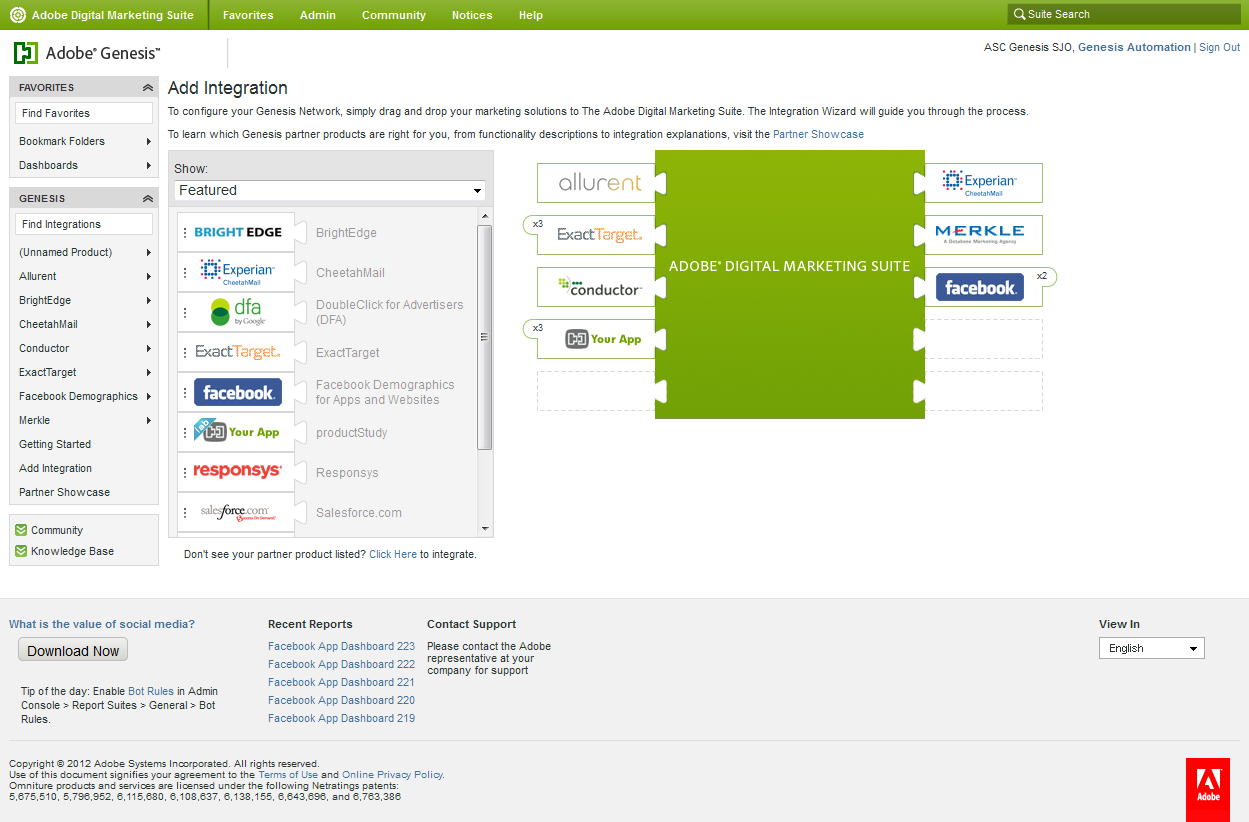 Adobe Digital Marketing Suite
Favorites
Admin
Community
Notices
Help
Suite Search
Adobe® Genesis™
ASC Genesis SJO, Genesis Automation | Sign Out
FAVORITES
Find Favorites
Bookmark Folders
Dashboards
GENESIS
Find Integrations
(Unnamed Product)
Allurent
BrightEdge
CheetahMail
Conductor
ExactTarget
Facebook Demographics
Merkle
Getting Started
Add Integration
Partner Showcase
Community
Knowledge Base
Add Integration
To configure your Genesis Network, simply drag and drop your marketing solutions to The Adobe Digital Marketing Suite. The Integration Wizard will guide you through the process.
To learn which Genesis partner products are right for you, from functionality descriptions to integration explanations, visit the Partner Showcase
Show:
Featured
BRIGHTEDGE
BrightEdge
Experian™
CheetahMail
CheetahMail
dfa
by Google
DoubleClick for Advertisers
(DFA)
ExactTarget.
ExactTarget
facebook.
Facebook Demographics
for Apps and Websites
lab
Your App
productStudy
responsys®
Responsys
salesforce.com
Success On Demand
Salesforce.com
Don't see your partner product listed? Click Here to integrate.
allurent
x3
ExactTarget.
conductor™
x3
Your App
ADOBE® DIGITAL MARKETING SUITE
Experian™
CheetahMail
MERKLE
A Database Marketing Agency
x2
facebook.
What is the value of social media?
Download Now
Tip of the day: Enable Bot Rules in Admin
Console > Report Suites > General > Bot
Rules.
Recent Reports
Facebook App Dashboard 223
Facebook App Dashboard 222
Facebook App Dashboard 221
Facebook App Dashboard 220
Facebook App Dashboard 219
Contact Support
Please contact the Adobe
representative at your
company for support
View In
English
Copyright © 2012 Adobe Systems Incorporated. All rights reserved.
Use of this document signifies your agreement to the Terms of Use and Online Privacy Policy.
Omniture products and services are licensed under the following Netratings patents:
5,675,510, 5,796,952, 6,115,680, 6,108,637, 6,138,155, 6,643,696, and 6,763,386
Adobe